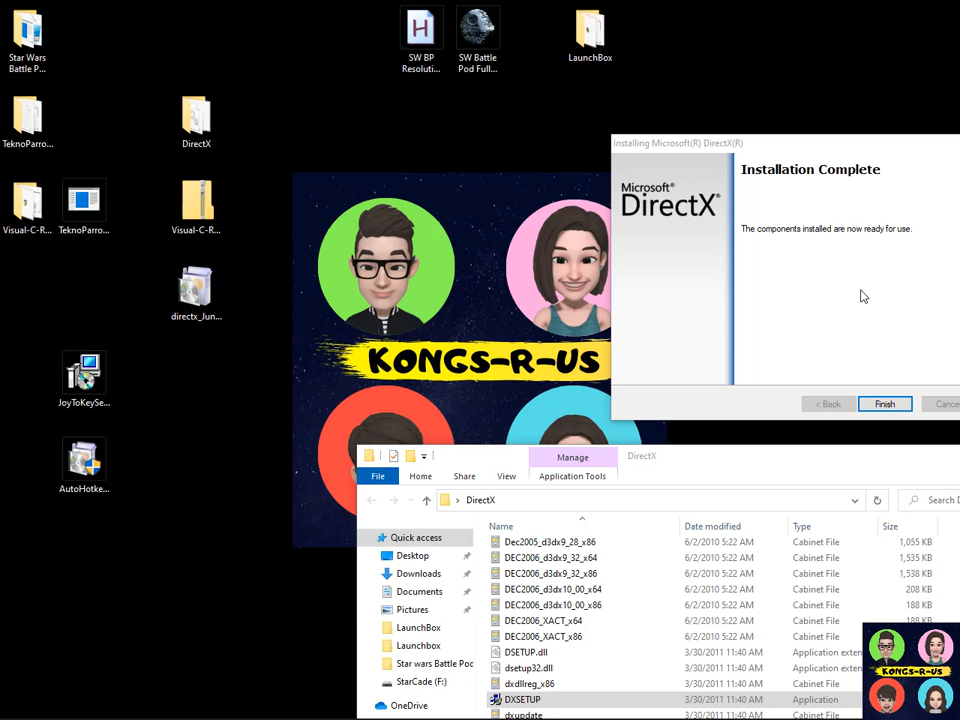 Star Wars
Battle P...
SW BP
Resoluti...
SW Battle
Pod Full...
LaunchBox
TeknoParro...
DirectX
Installing Microsoft(R) DirectX(R)
Installation Complete
Microsoft®
DirectX®
The components installed are now ready for use.
Visual-C-R...
TeknoParro...
Visual-C-R...
directx_Jun...
KONGS-R-US
JoyToKeySe...
< Back
Finish
Cance
AutoHotke...
Manage
DirectX
File
Home
Share
View
Application Tools
DirectX
Search D
Name
Date modified
Type
Size
Quick access
Desktop
Downloads
Documents
Pictures
LaunchBox
Launchbox
Star wars Battle Poc
StarCade (F:)
OneDrive
Dec2005_d3dx9_28_x86 6/2/2010 5:22 AM Cabinet File 1,055 KB
DEC2006_d3dx9_32_x64 6/2/2010 5:22 AM Cabinet File 1,535 KB
DEC2006_d3dx9_32_x86 6/2/2010 5:22 AM Cabinet File 1,538 KB
DEC2006_d3dx10_00_x64 6/2/2010 5:22 AM Cabinet File 208 KB
DEC2006_d3dx10_00_x86 6/2/2010 5:22 AM Cabinet File 188 KB
DEC2006_XACT_x64 6/2/2010 5:22 AM Cabinet File 188 KB
DEC2006_XACT_x86 6/2/2010 5:22 AM Cabinet File
DSETUP.dll 3/30/2011 11:40 AM Application exten
dsetup32.dll 3/30/2011 11:40 AM Application exten
dxdllreg_x86 3/30/2011 11:40 AM Cabinet File
DXSETUP 3/30/2011 11:40 AM Application
dxupdate 3/30/2011 11:40 AM Cabinet File
KONGS-R-US